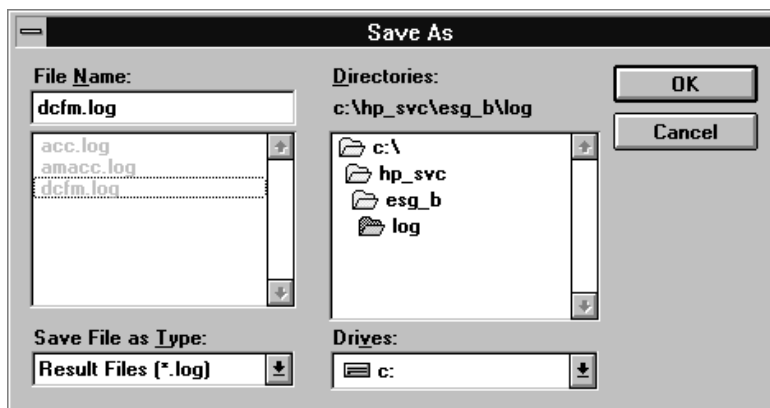 Save As
File Name:
dcfm.log
acc.log
amacc.log
dcfm.log
Save File as Type:
Result Files (*.log)
Directories:
c:\hp_svc\esg_b\log
c:\
hp_svc
esg_b
log
Drives:
c:
OK
Cancel